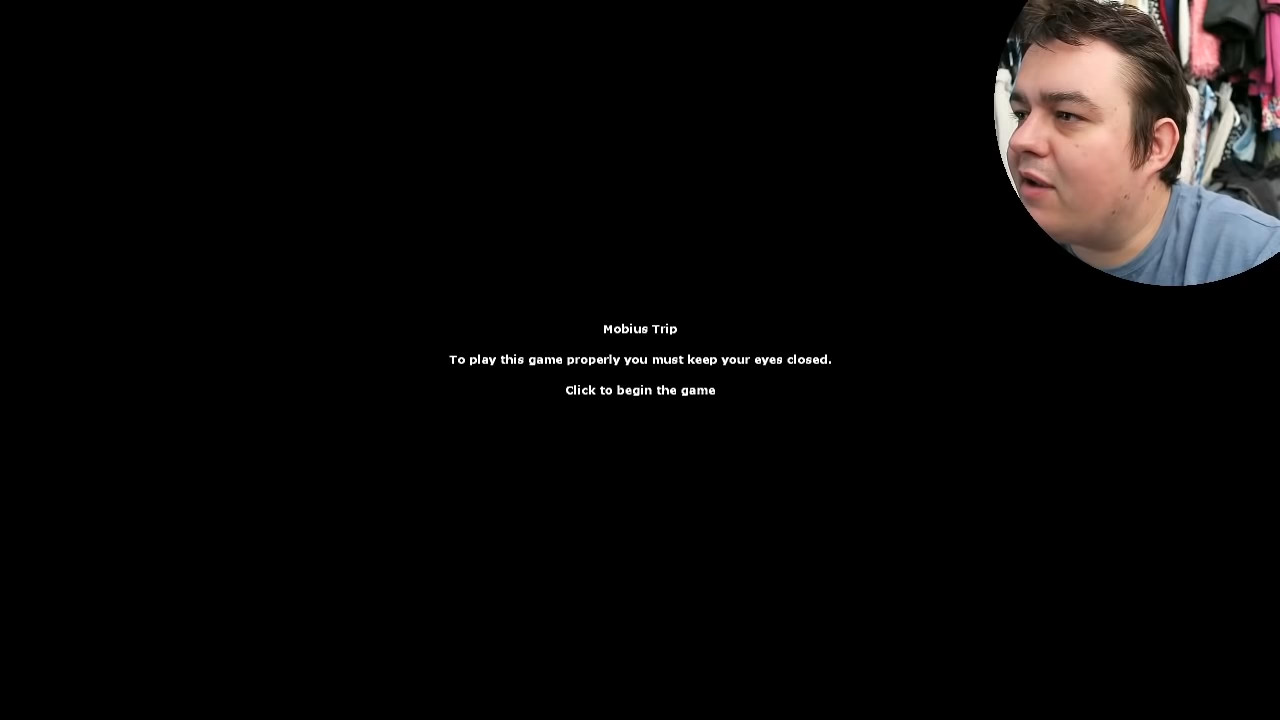 Mobius Trip
To play this game properly you must keep your eyes closed.
Click to begin the game